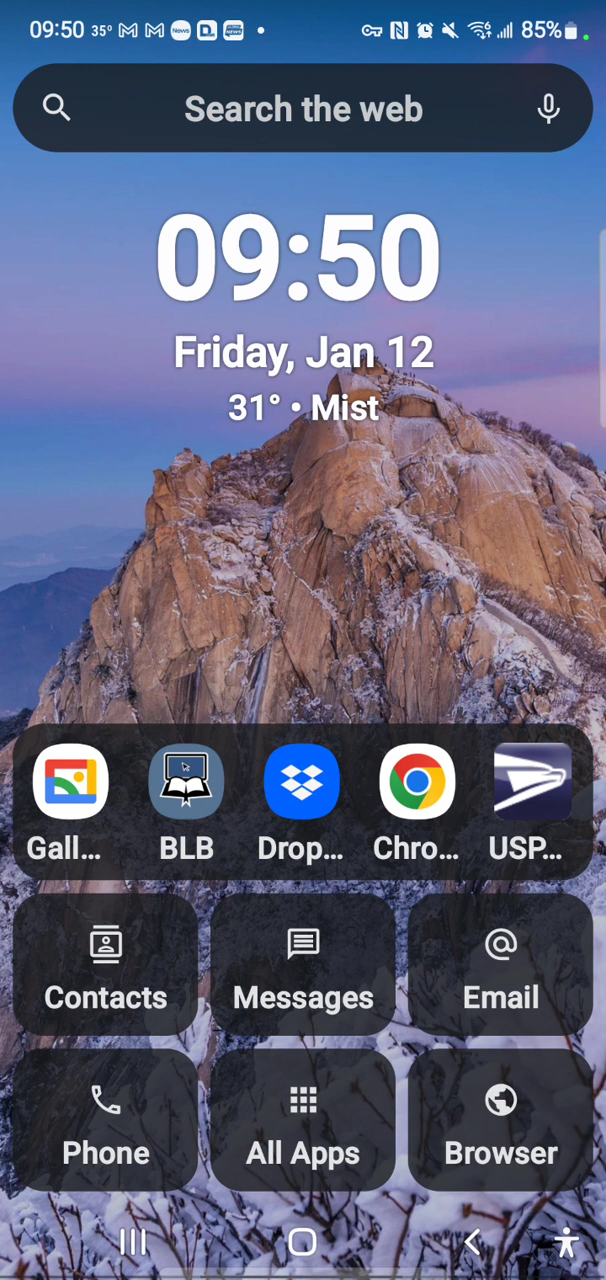 09:50 35° News 85%
Search the web
09:50
Friday, Jan 12
31° • Mist
Gall... BLB Drop... Chro... USP...
Contacts Messages Email
Phone All Apps Browser